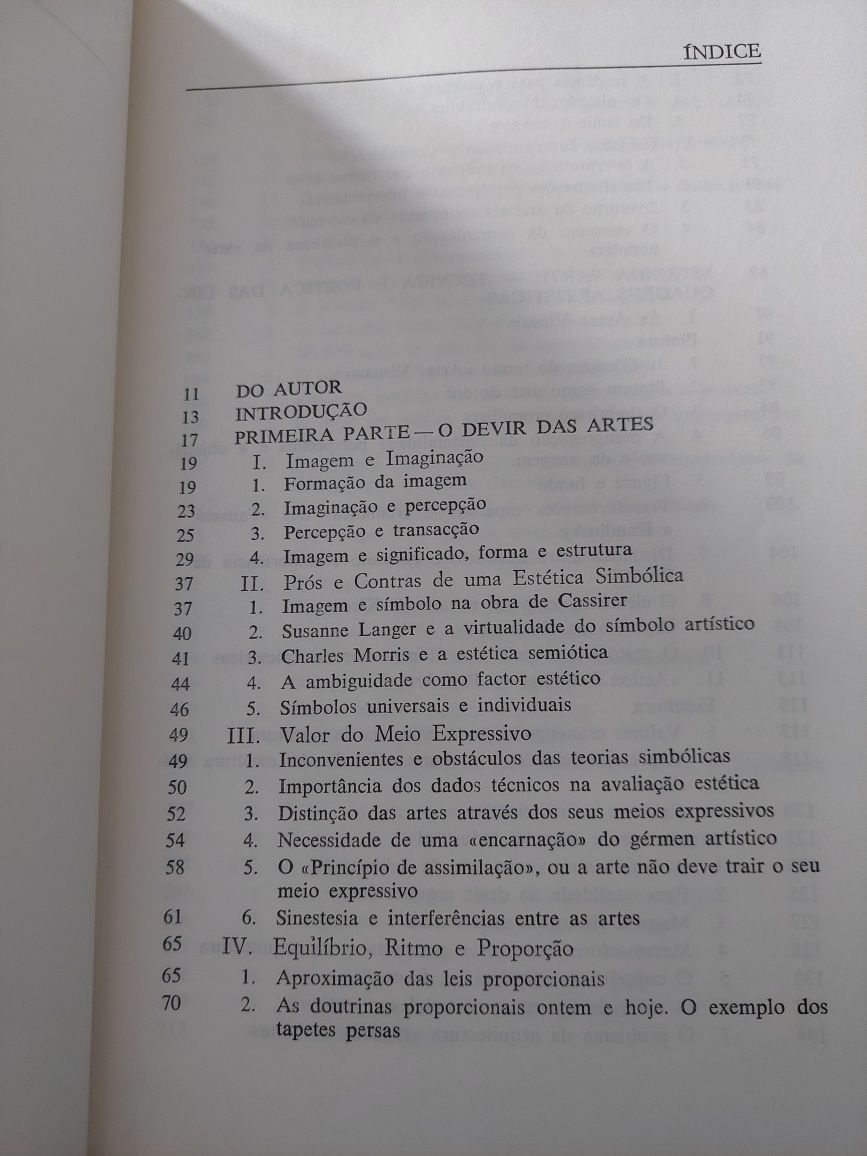 ÍNDICE
11 DO AUTOR
13 INTRODUÇÃO
17 PRIMEIRA PARTE — O DEVIR DAS ARTES
19 I. Imagem e Imaginação
19 1. Formação da imagem
23 2. Imaginação e percepção
25 3. Percepção e transacção
29 4. Imagem e significado, forma e estrutura
37 II. Prós e Contras de uma Estética Simbólica
37 1. Imagem e símbolo na obra de Cassirer
40 2. Susanne Langer e a virtualidade do símbolo artístico
41 3. Charles Morris e a estética semiótica
44 4. A ambiguidade como factor estético
46 5. Símbolos universais e individuais
49 III. Valor do Meio Expressivo
49 1. Inconvenientes e obstáculos das teorias simbólicas
50 2. Importância dos dados técnicos na avaliação estética
52 3. Distinção das artes através dos seus meios expressivos
54 4. Necessidade de uma «encarnação» do gérmen artístico
58 5. O «Princípio de assimilação», ou a arte não deve trair o seu
meio expressivo
61 6. Sinestesia e interferências entre as artes
65 IV. Equilíbrio, Ritmo e Proporção
65 1. Aproximação das leis proporcionais
70 2. As doutrinas proporcionais ontem e hoje. O exemplo dos
tapetes persas